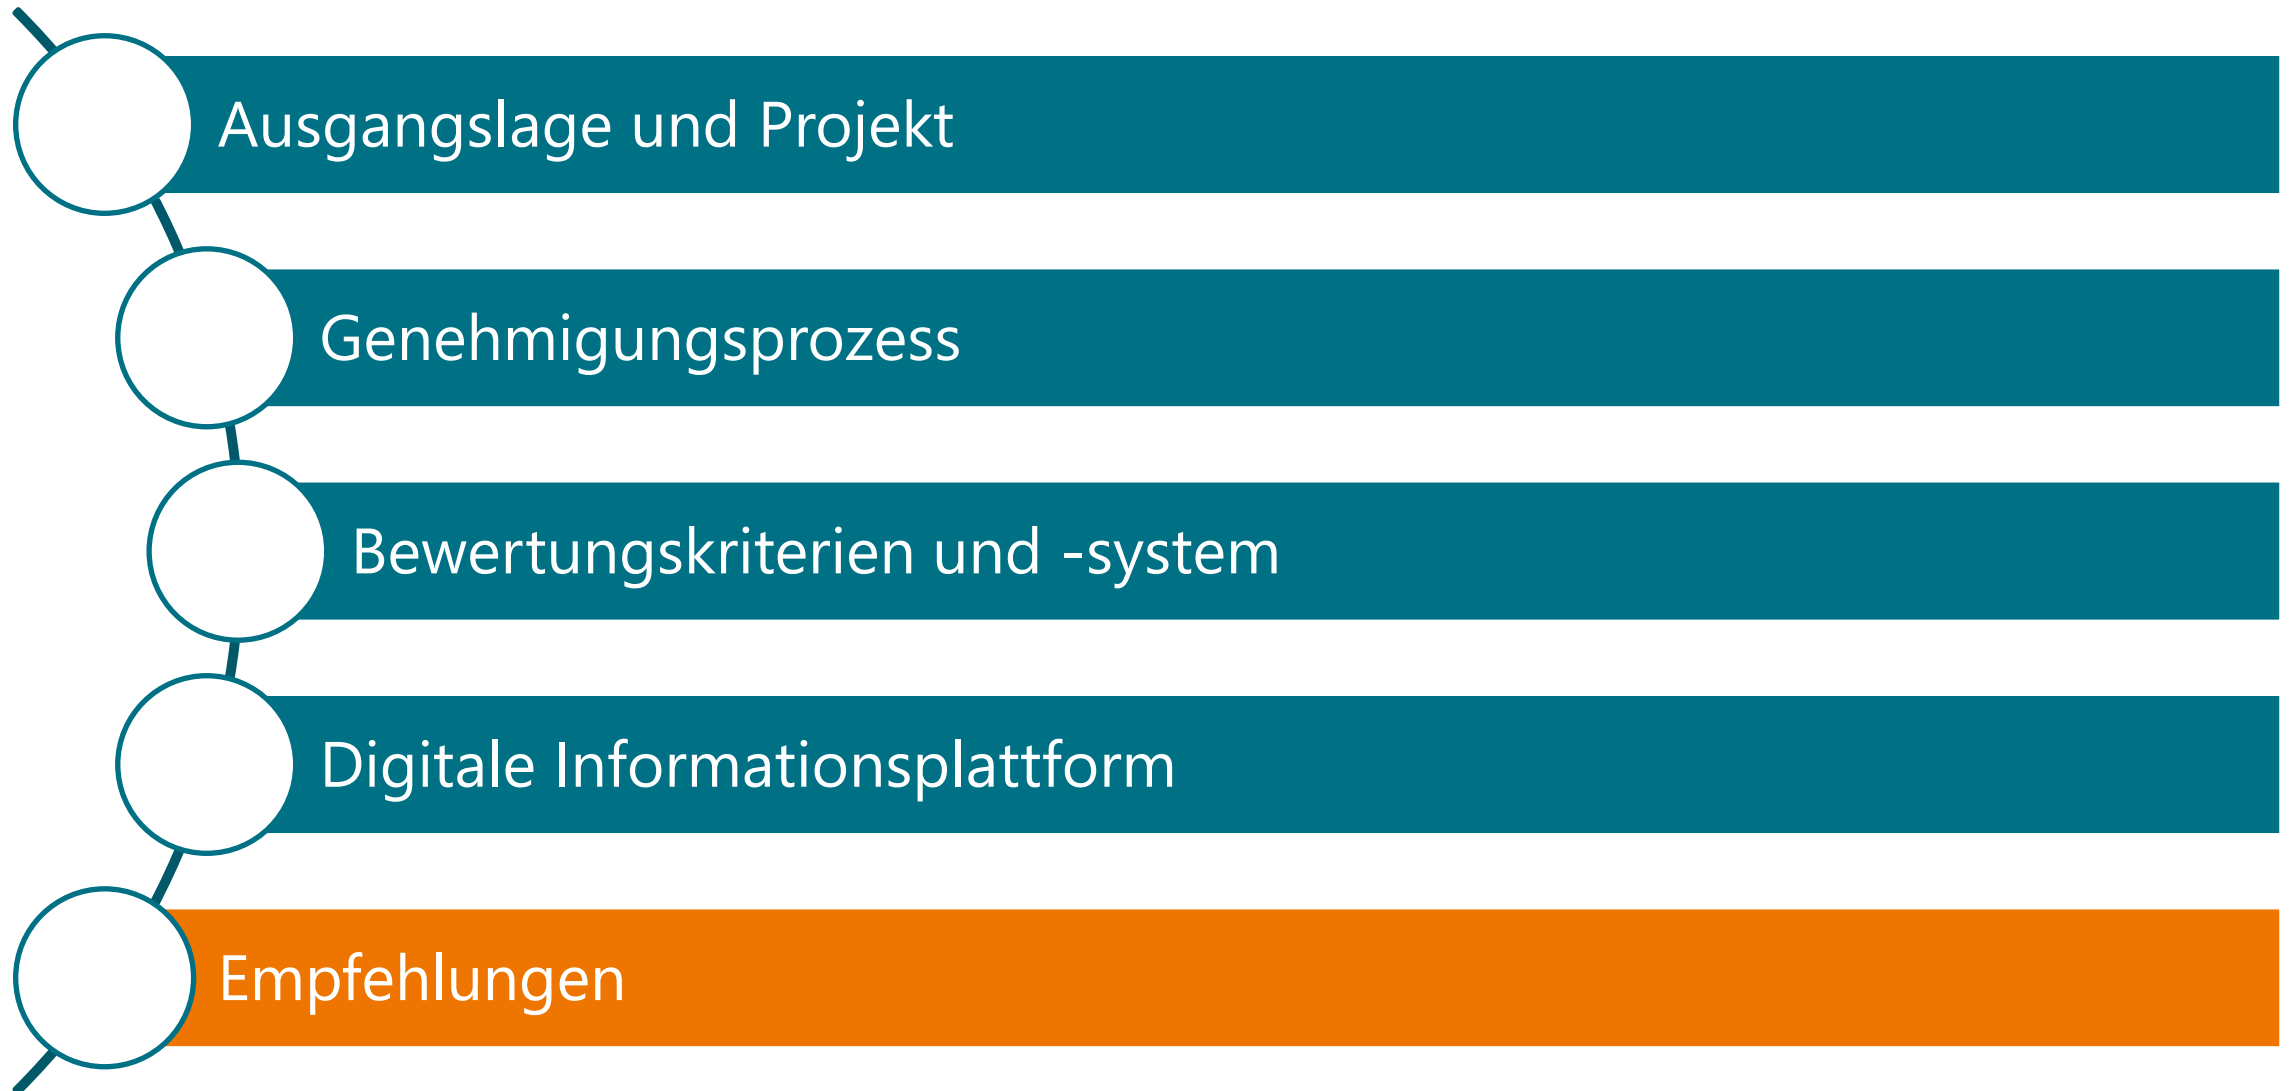 Ausgangslage und Projekt
Genehmigungsprozess
Bewertungskriterien und -system
Digitale Informationsplattform
Empfehlungen